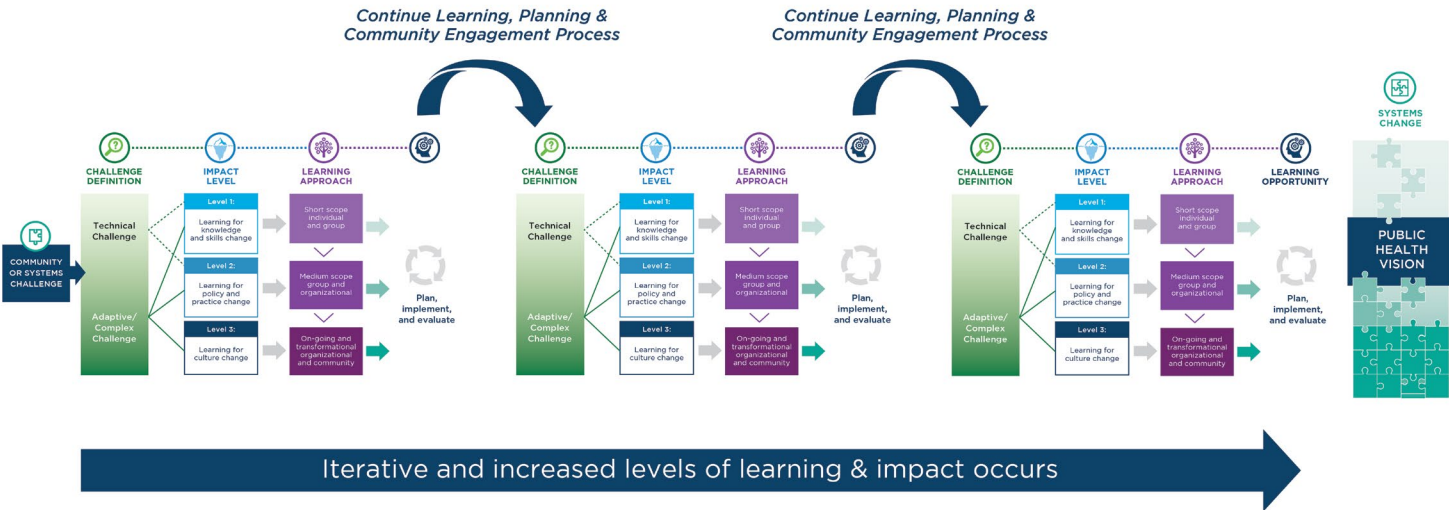 Continue Learning, Planning &
Community Engagement Process
Continue Learning, Planning &
Community Engagement Process
COMMUNITY
OR SYSTEMS
CHALLENGE
CHALLENGE
DEFINITION
Technical
Challenge
Adaptive/
Complex
Challenge
IMPACT
LEVEL
Level 1:
Learning for
knowledge
and skills change
Level 2:
Learning for
policy and
practice change
Level 3:
Learning for
culture change
LEARNING
APPROACH
Short scope
individual
and group
Medium scope
group and
organizational
On-going and
transformational
organizational
and community
Plan,
implement,
and evaluate
CHALLENGE
DEFINITION
Technical
Challenge
Adaptive/
Complex
Challenge
IMPACT
LEVEL
Level 1:
Learning for
knowledge
and skills change
Level 2:
Learning for
policy and
practice change
Level 3:
Learning for
culture change
LEARNING
APPROACH
Short scope
individual
and group
Medium scope
group and
organizational
On-going and
transformational
organizational
and community
Plan,
implement,
and evaluate
CHALLENGE
DEFINITION
Technical
Challenge
Adaptive/
Complex
Challenge
IMPACT
LEVEL
Level 1:
Learning for
knowledge
and skills change
Level 2:
Learning for
policy and
practice change
Level 3:
Learning for
culture change
LEARNING
APPROACH
Short scope
individual
and group
Medium scope
group and
organizational
On-going and
transformational
organizational
and community
LEARNING
OPPORTUNITY
Plan,
implement,
and evaluate
SYSTEMS
CHANGE
PUBLIC
HEALTH
VISION
Iterative and increased levels of learning & impact occurs